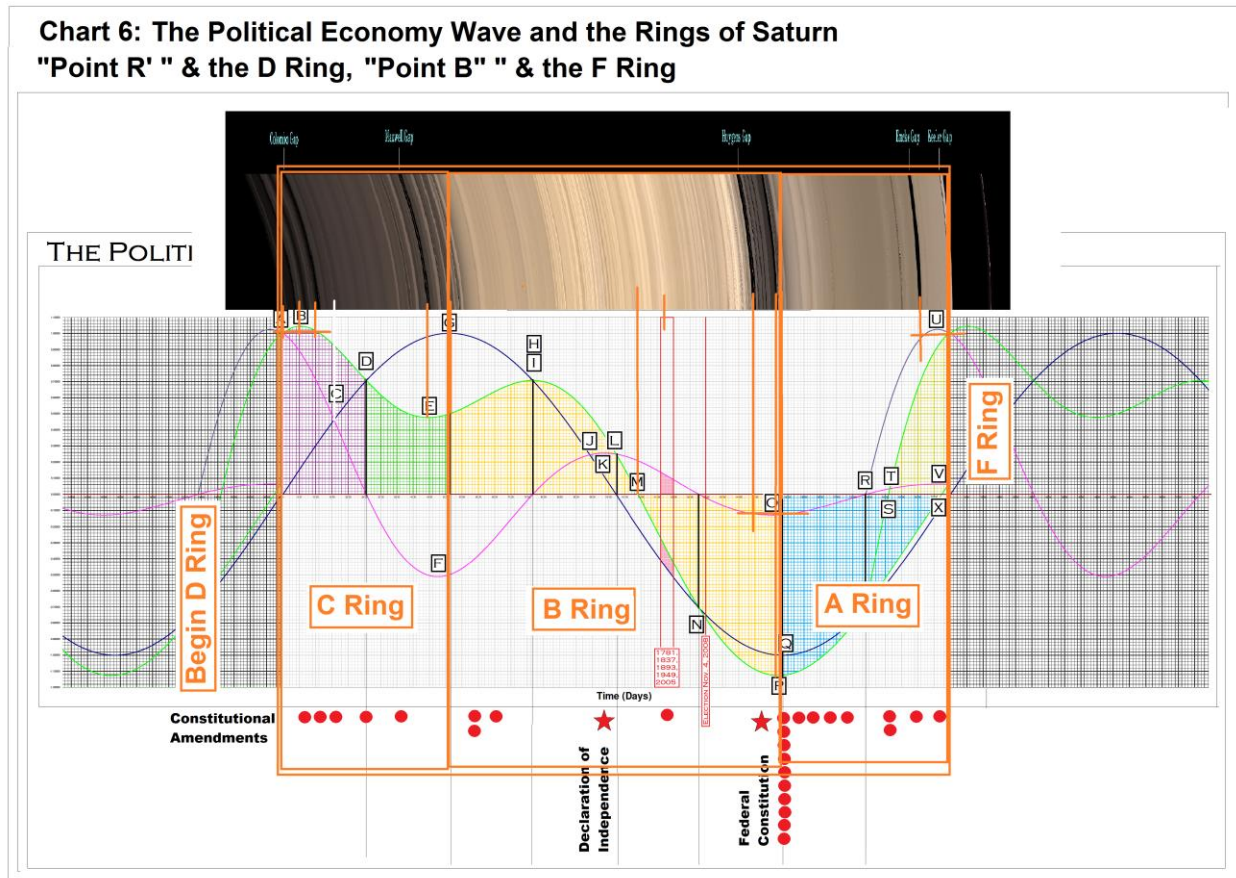 Chart 6: The Political Economy Wave and the Rings of Saturn
"Point R' " & the D Ring, "Point B" " & the F Ring
Colombo Gap
Maxwell Gap
Huygens Gap
Encke Gap
Keeler Gap
THE POLITI
A
B
C
D
E
F
G
H
I
J
K
L
M
N
O
P
Q
R
S
T
U
V
X
Begin D Ring
C Ring
B Ring
A Ring
F Ring
1781,
1837,
1893,
1949,
2005
ELECTION NOV. 4, 2008
Time (Days)
Constitutional
Amendments
Declaration of
Independence
Federal
Constitution